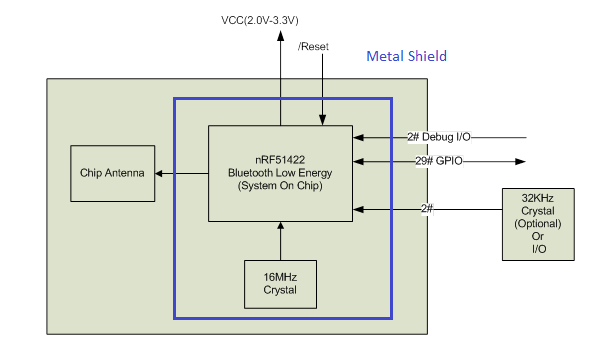 VCC(2.0V-3.3V)
/Reset
Metal Shield
2# Debug I/O
nRF51422
Bluetooth Low Energy
(System On Chip)
29# GPIO
Chip Antenna
2#
32KHz
Crystal
(Optional)
Or
I/O
16MHz
Crystal